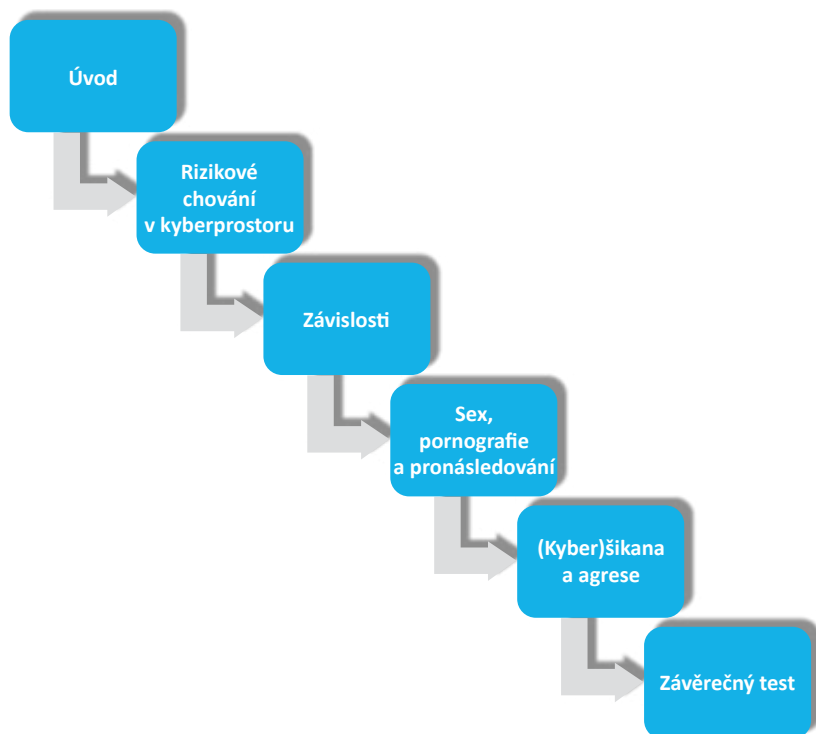 Úvod
Rizikové
chování
v kyberprostoru
Závislosti
Sex,
pornografie
a pronásledování
(Kyber)šikana
a agrese
Závěrečný test